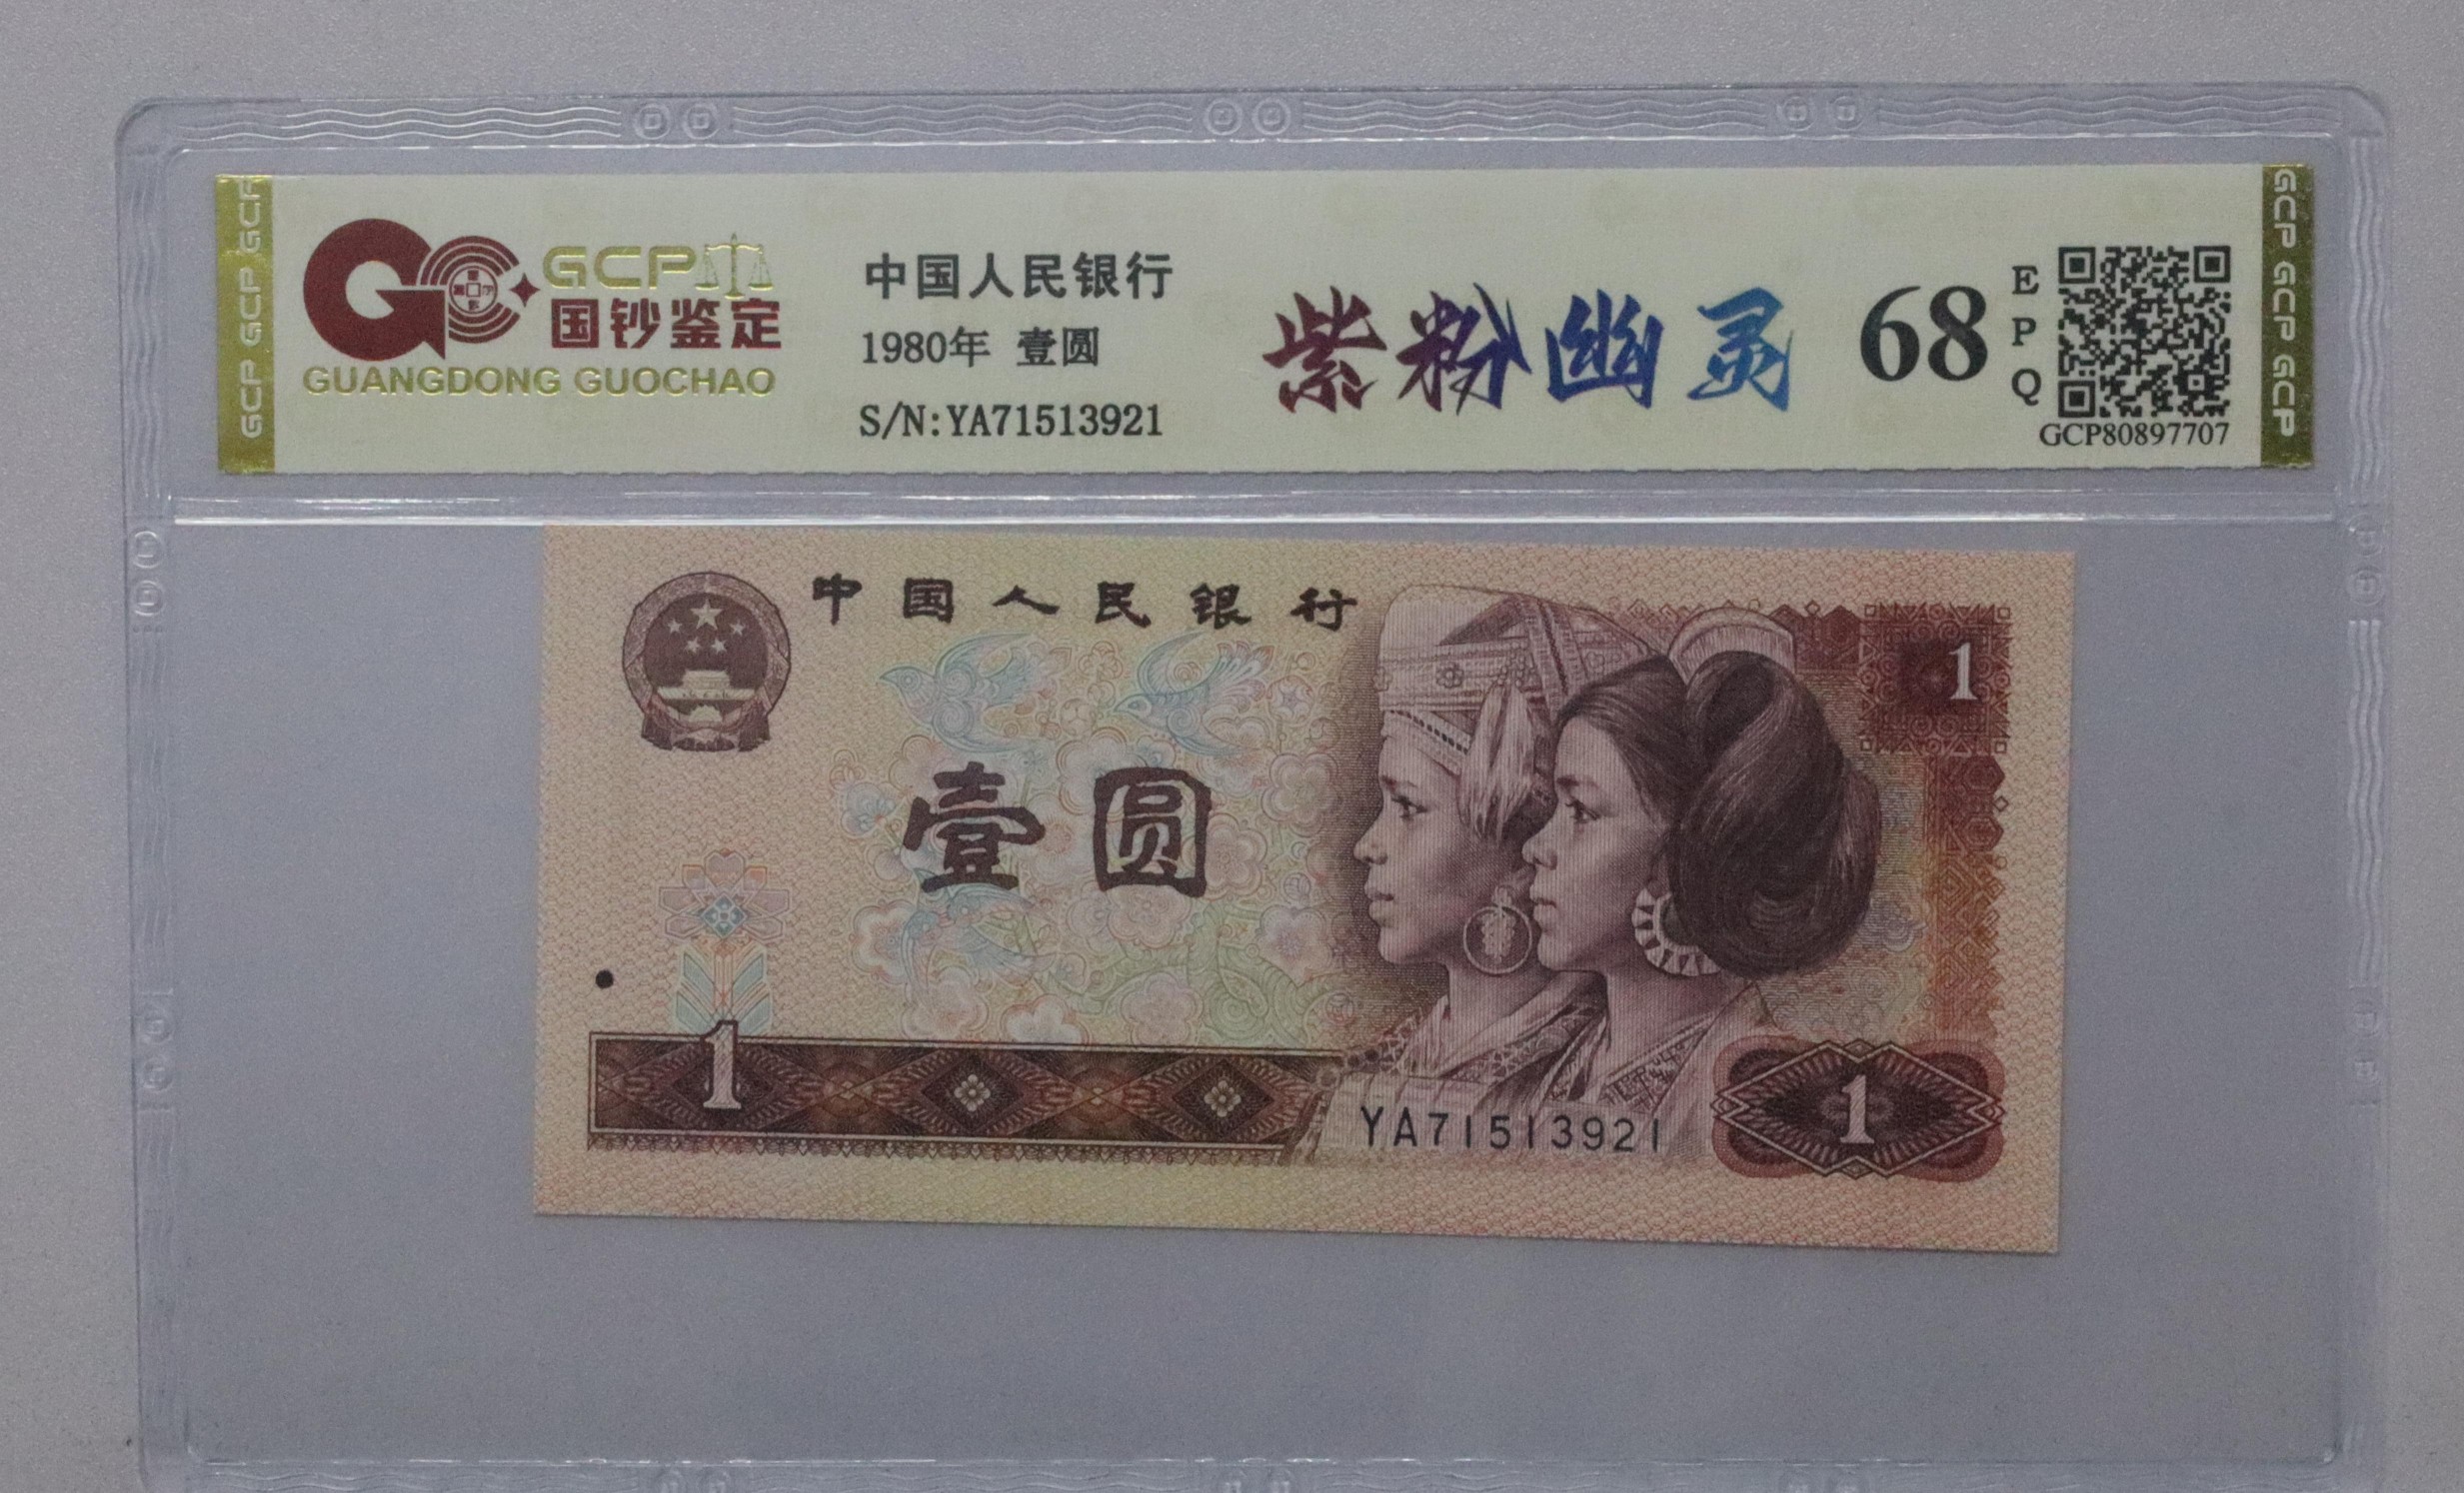 GCP GCP GCP
GCP
国钞鉴定
GUANGDONG GUOCHAO
中国人民银行
1980年 壹圆
S/N:YA71513921
紫粉幽灵
68
E
P
Q
GCP80897707
GCP GCP GCP
中国人民银行
1
壹圆
1
YA71513921
1